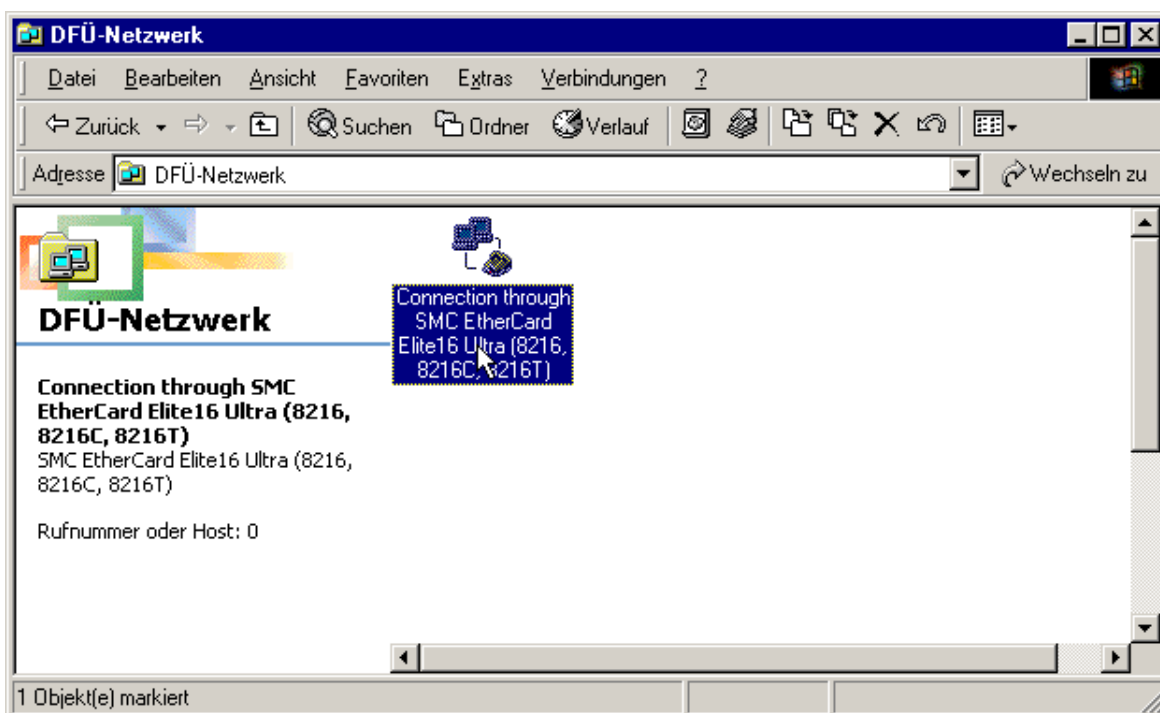 DFÜ-Netzwerk
Datei Bearbeiten Ansicht Favoriten Extras Verbindungen ?
Zurück Suchen Ordner Verlauf
Adresse DFÜ-Netzwerk Wechseln zu
DFÜ-Netzwerk
Connection through SMC
EtherCard Elite16 Ultra (8216,
8216C, 8216T)
SMC EtherCard Elite16 Ultra (8216,
8216C, 8216T)
Rufnummer oder Host: 0
Connection through
SMC EtherCard
Elite16 Ultra (8216,
8216C, 8216T)
1 Objekt(e) markiert